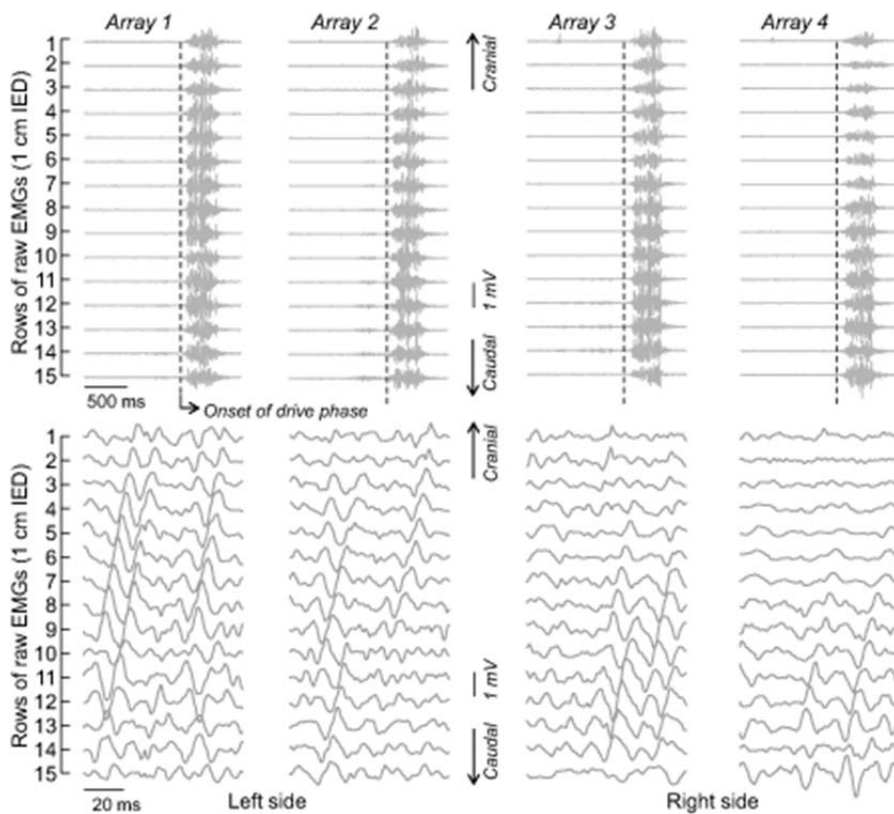 Array 1 Array 2 Array 3 Array 4
Rows of raw EMGs (1 cm IED)
1
2
3
4
5
6
7
8
9
10
11
12
13
14
15
Cranial
1 mV
Caudal
500 ms
Onset of drive phase
Rows of raw EMGs (1 cm IED)
1
2
3
4
5
6
7
8
9
10
11
12
13
14
15
Cranial
1 mV
Caudal
20 ms
Left side Right side